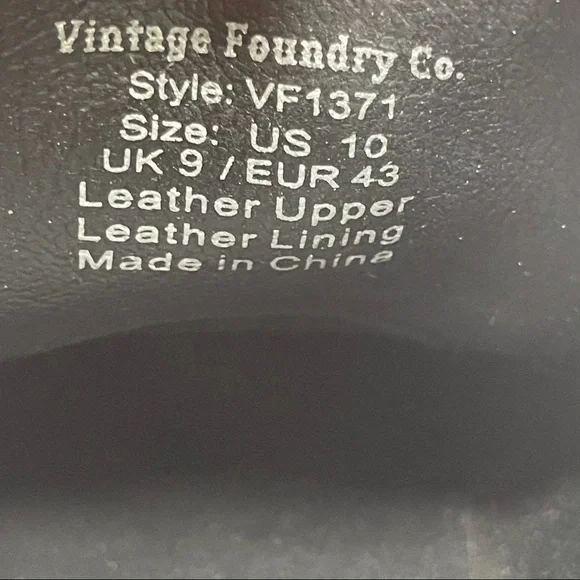 Vintage Foundry Co.
Style: VF1371
Size: US 10
UK 9 / EUR 43
Leather Upper
Leather Lining
Made in China